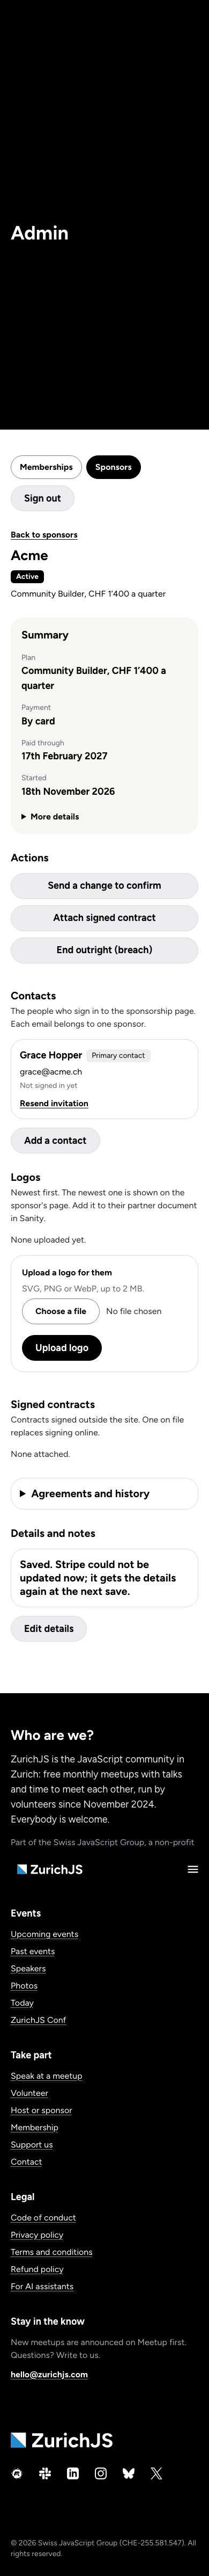 Admin
Memberships
Sponsors
Sign out
Back to sponsors
Acme
Active
Community Builder, CHF 1’400 a quarter
Summary
Plan
Community Builder, CHF 1’400 a
quarter
Payment
By card
Paid through
17th February 2027
Started
18th November 2026
More details
Actions
Send a change to confirm
Attach signed contract
End outright (breach)
Contacts
The people who sign in to the sponsorship page.
Each email belongs to one sponsor.
Grace Hopper
Primary contact
grace@acme.ch
Not signed in yet
Resend invitation
Add a contact
Logos
Newest first. The newest one is shown on the
sponsor's page. Add it to their partner document
in Sanity.
None uploaded yet.
Upload a logo for them
SVG, PNG or WebP, up to 2 MB.
Choose a file
No file chosen
Upload logo
Signed contracts
Contracts signed outside the site. One on file
replaces signing online.
None attached.
Agreements and history
Details and notes
Saved. Stripe could not be
updated now; it gets the details
again at the next save.
Edit details
Who are we?
ZurichJS is the JavaScript community in
Zurich: free monthly meetups with talks
and time to meet each other, run by
volunteers since November 2024.
Everybody is welcome.
Part of the Swiss JavaScript Group, a non-profit
ZurichJS
Events
Upcoming events
Past events
Speakers
Photos
Today
ZurichJS Conf
Take part
Speak at a meetup
Volunteer
Host or sponsor
Membership
Support us
Contact
Legal
Code of conduct
Privacy policy
Terms and conditions
Refund policy
For AI assistants
Stay in the know
New meetups are announced on Meetup first.
Questions? Write to us.
hello@zurichjs.com
ZurichJS
© 2026 Swiss JavaScript Group (CHE-255.581.547). All
rights reserved.